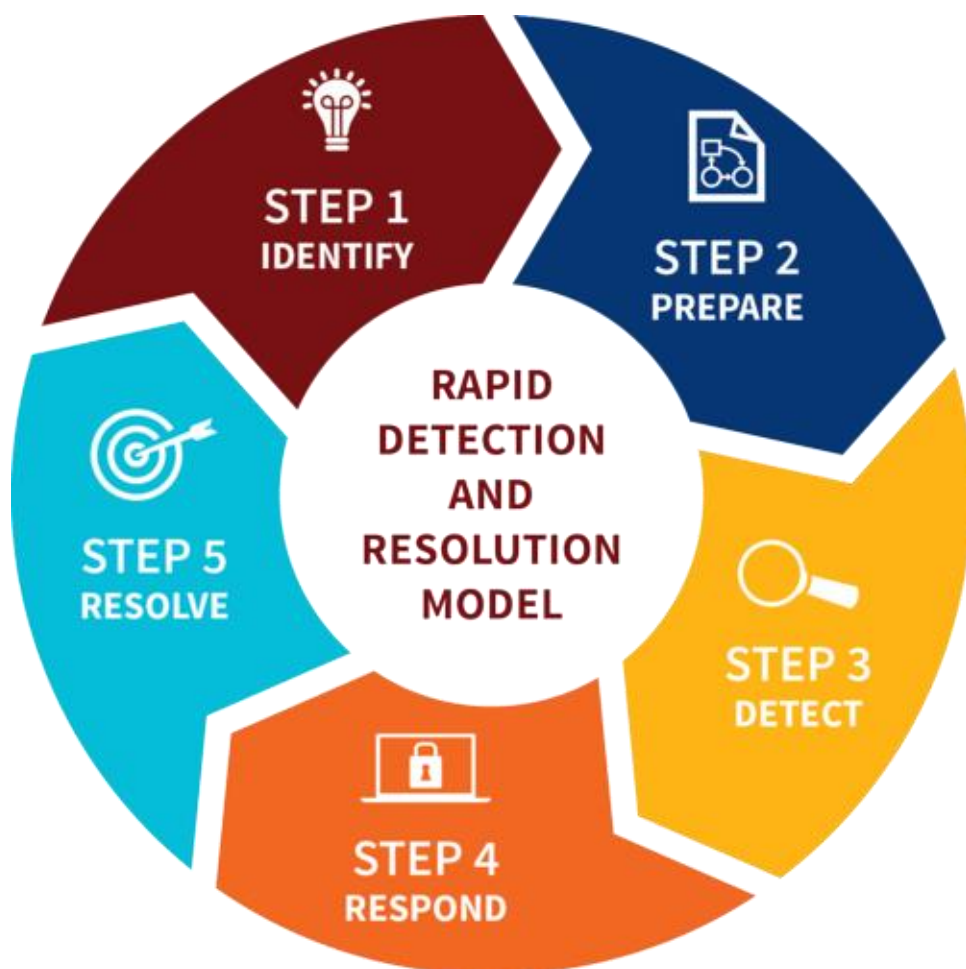 STEP 1
IDENTIFY
STEP 2
PREPARE
RAPID
DETECTION
AND
RESOLUTION
MODEL
STEP 3
DETECT
STEP 4
RESPOND
STEP 5
RESOLVE